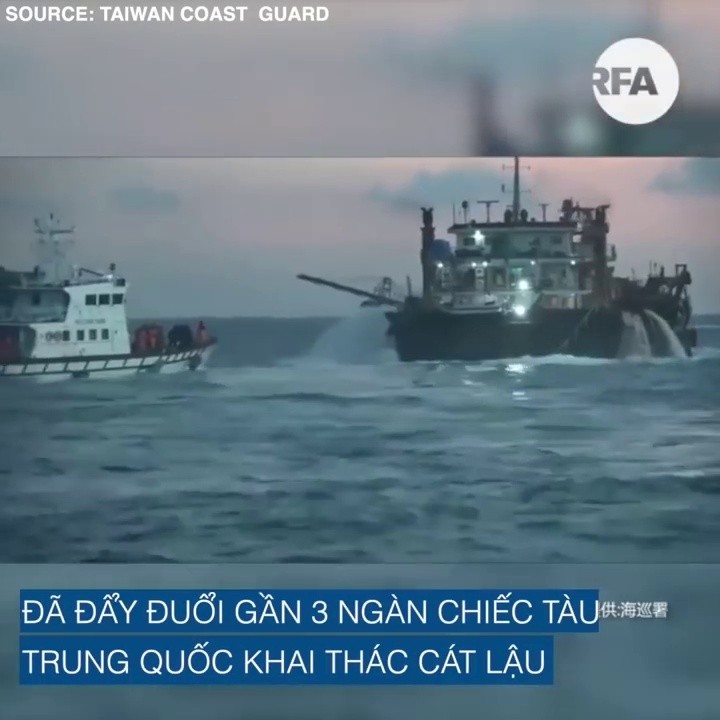 SOURCE: TAIWAN COAST GUARD
RFA
ĐÃ ĐẨY ĐUỔI GẦN 3 NGÀN CHIẾC TÀU
供:海巡署
TRUNG QUỐC KHAI THÁC CÁT LẬU